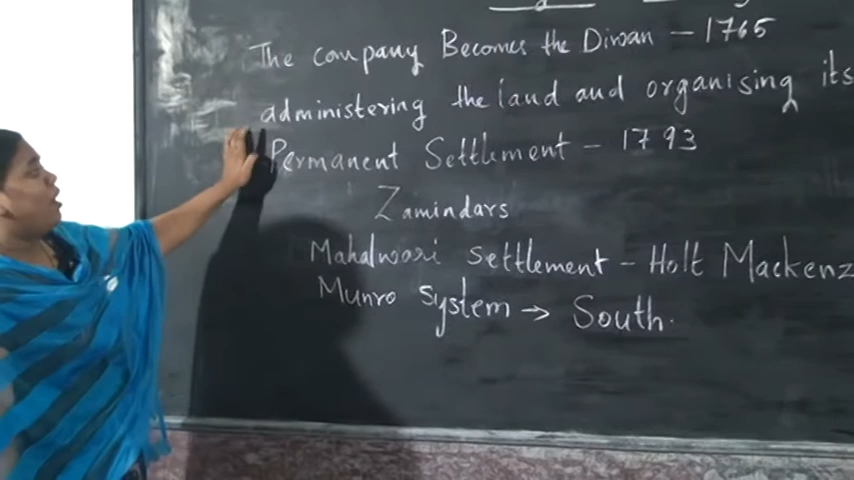 The company Becomes the Diwan - 1765
administering the land and organising its
Permanent Settlement - 1793
Zamindars
Mahalwari settlement - Holt Mackenz
Munro system → South.